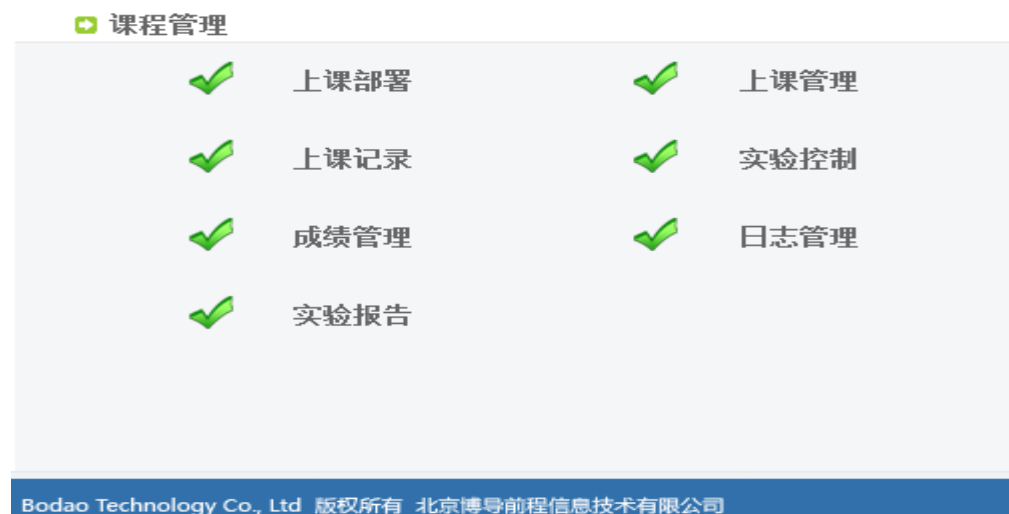 课程管理
上课部署 上课管理
上课记录 实验控制
成绩管理 日志管理
实验报告
Bodao Technology Co., Ltd 版权所有 北京博导前程信息技术有限公司